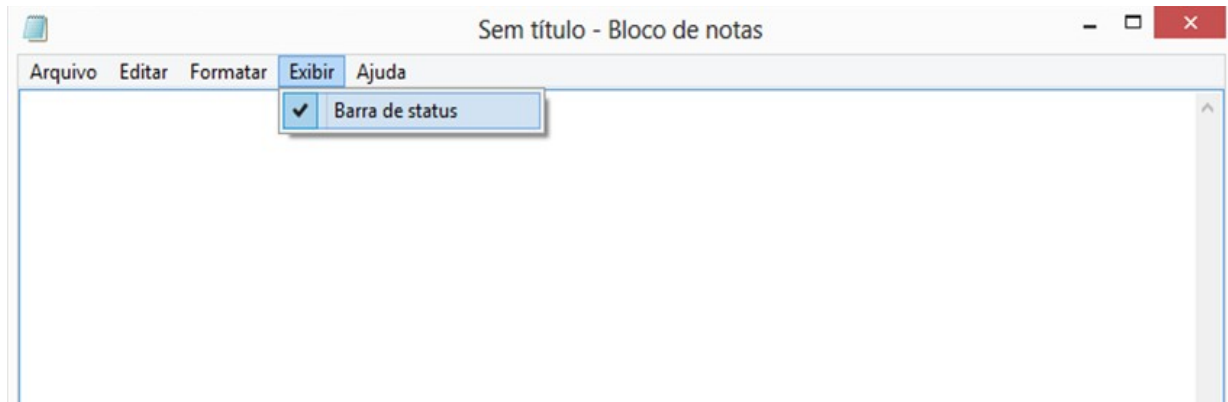 Sem título - Bloco de notas
Arquivo Editar Formatar Exibir Ajuda
Barra de status